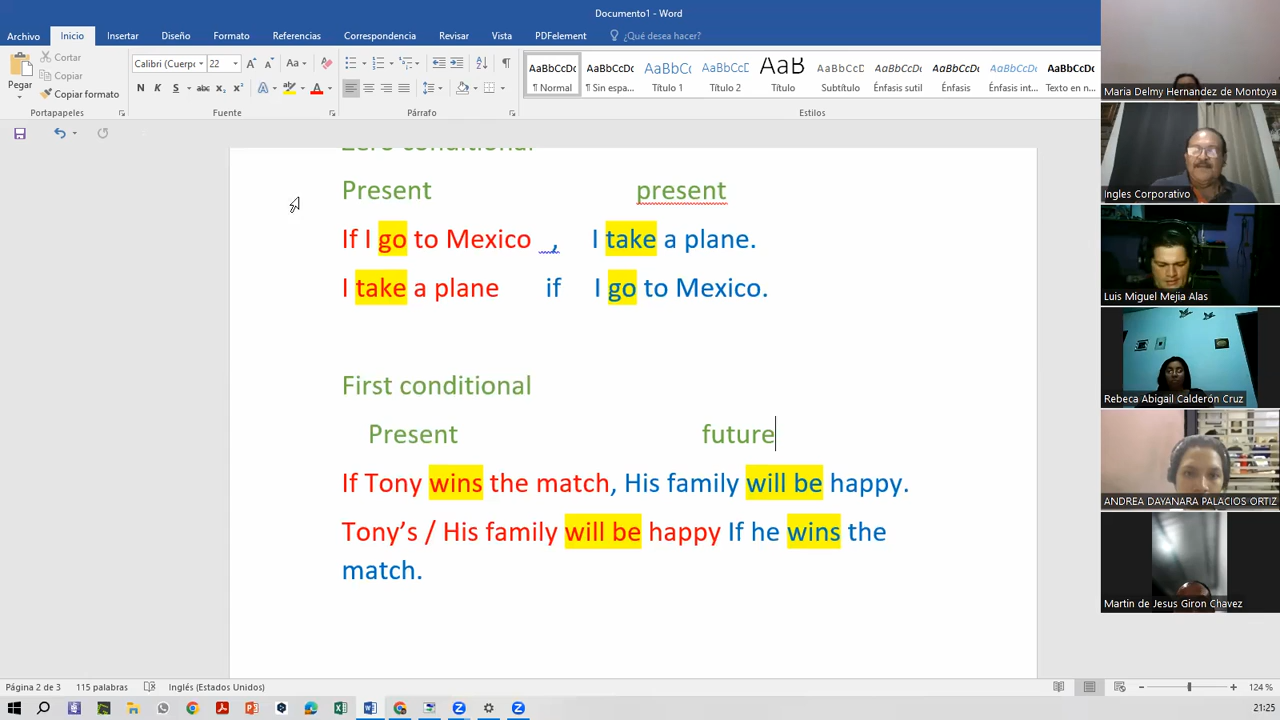 Documento1 - Word
Archivo Inicio Insertar Diseño Formato Referencias Correspondencia Revisar Vista PDFelement ¿Qué desea hacer?
Pegar
Cortar
Copiar
Copiar formato
Calibri (Cuerpo 22
N K S abc x₂ x²
AaBbCcDc AaBbCcDc AaBbCc AaBbCcD AaB AaBbCcD AaBbCcDc AaBbCcDc AaBbCcDc AaBbCcDc
¶ Normal ¶ Sin espa... Título 1 Título 2 Título Subtítulo Énfasis sutil Énfasis Énfasis int... Texto en n
Portapapeles Fuente Párrafo Estilos
Zero conditional
Present present
If I go to Mexico , I take a plane.
I take a plane if I go to Mexico.
First conditional
Present future
If Tony wins the match, His family will be happy.
Tony’s / His family will be happy If he wins the
match.
Maria Delmy Hernandez de Montoya
Ingles Corporativo
Luis Miguel Mejia Alas
Rebeca Abigail Calderón Cruz
ANDREA DAYANARA PALACIOS ORTIZ
Martin de Jesus Giron Chavez
Página 2 de 3 115 palabras Inglés (Estados Unidos) 124 %
21:25